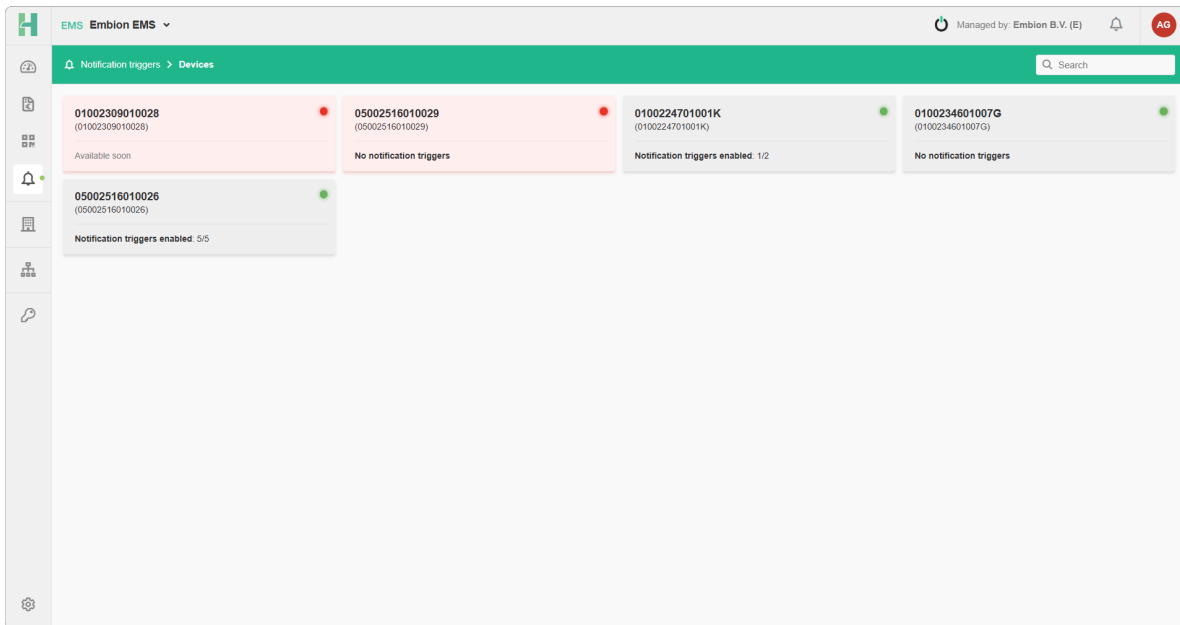 EMS Embion EMS
Managed by: Embion B.V. (E)
AG
Notification triggers > Devices
Search
01002309010028
(01002309010028)
Available soon
05002516010029
(05002516010029)
No notification triggers
0100224701001K
(0100224701001K)
Notification triggers enabled: 1/2
0100234601007G
(0100234601007G)
No notification triggers
05002516010026
(05002516010026)
Notification triggers enabled: 5/5